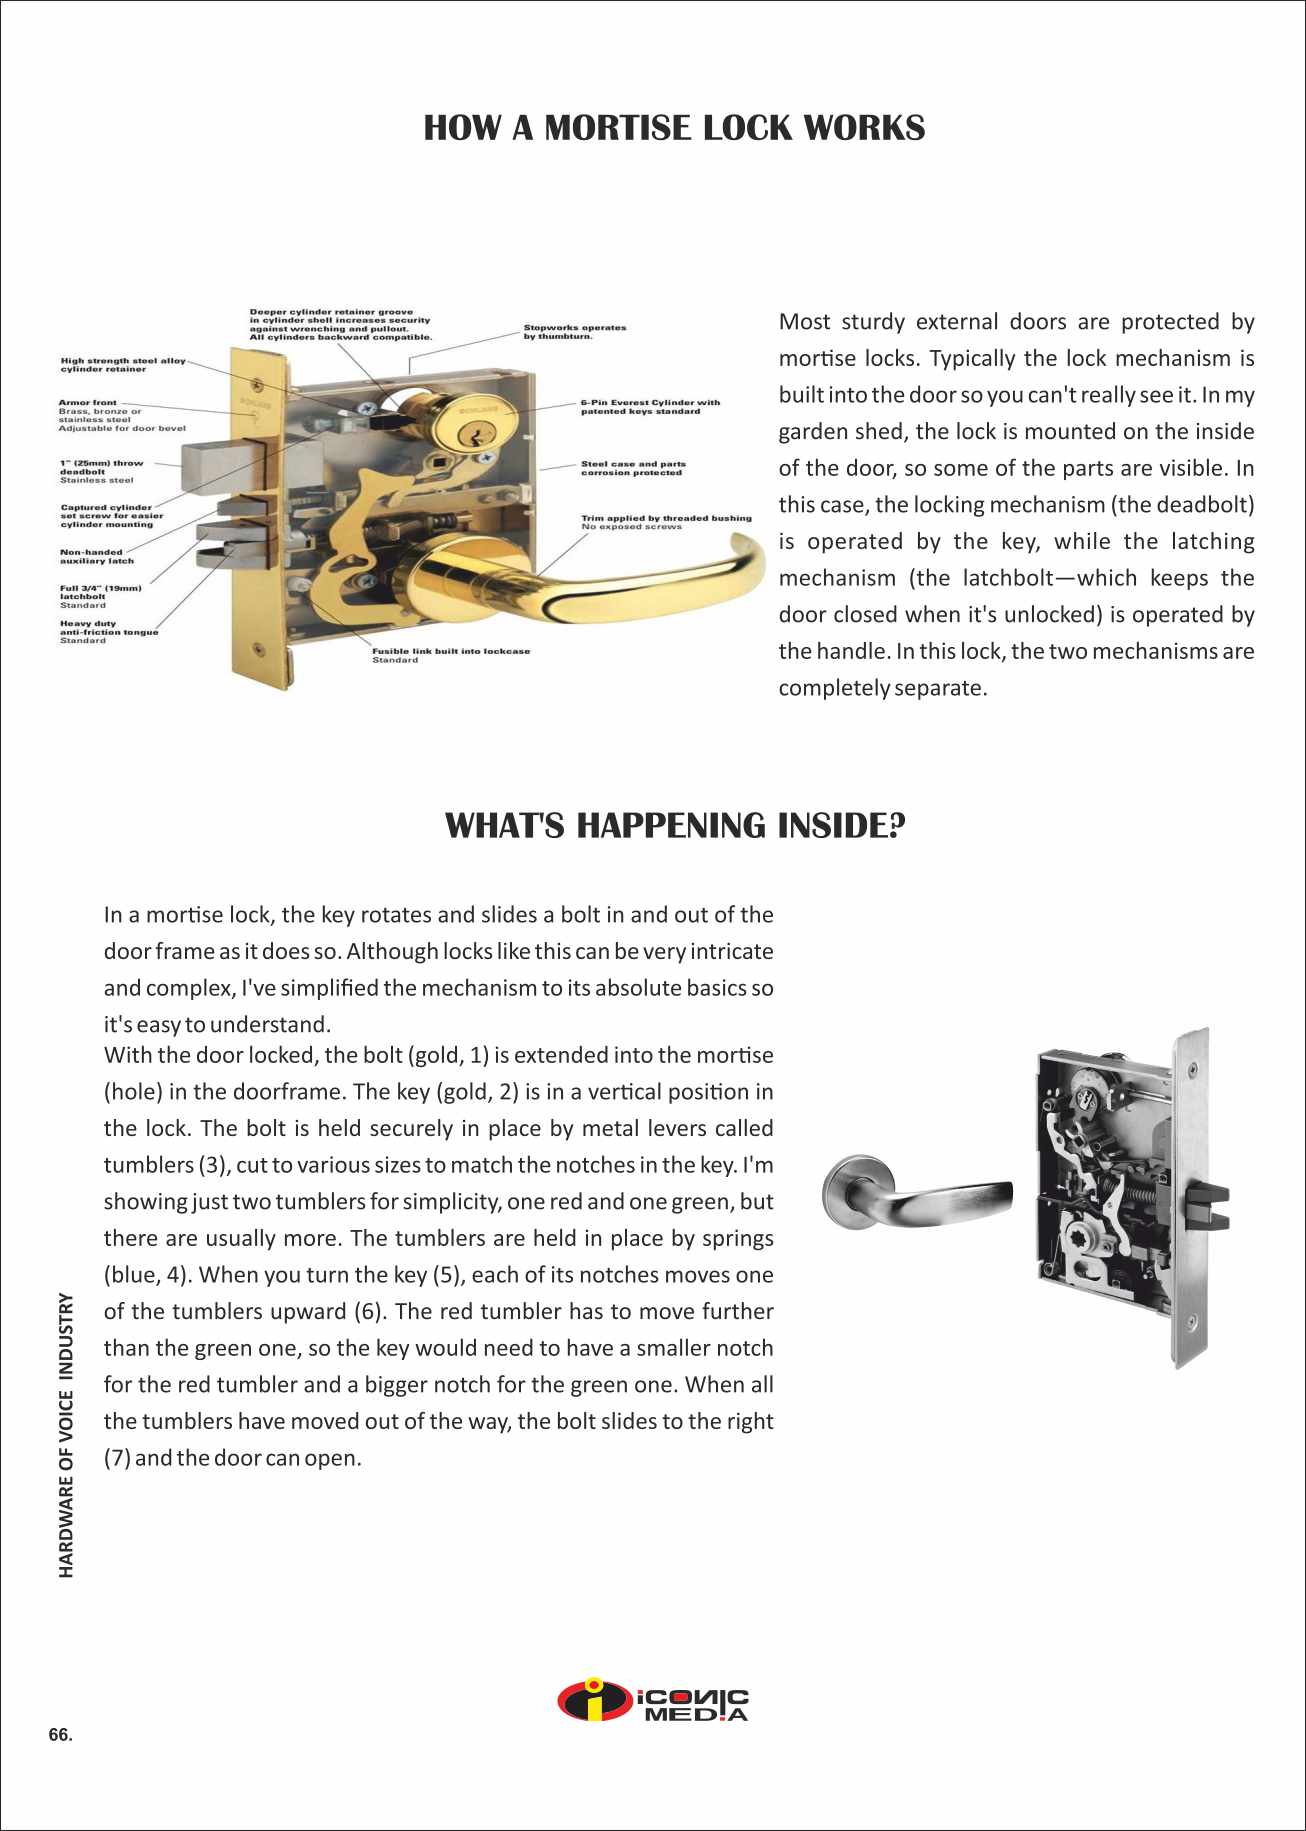 HOW A MORTISE LOCK WORKS
Deeper cylinder retainer groove
in cylinder shell increases security
against wrenching and pullout.
All cylinders backward compatible.
Stopworks operates
by thumbturn.
High strength steel alloy
cylinder retainer
Armor front
Brass, bronze or
stainless steel
Adjustable for door bevel
6-Pin Everest Cylinder with
patented keys standard
1" (25mm) throw
deadbolt
Stainless steel
Steel case and parts
corrosion protected
Captured cylinder
set screw for easier
cylinder mounting
Trim applied by threaded bushing
No exposed screws
Non-handed
auxiliary latch
Full 3/4" (19mm)
latchbolt
Standard
Heavy duty
anti-friction tongue
Standard
Fusible link built into lockcase
Standard
SCHLAGE
SCHLAGE
Most sturdy external doors are protected by
mortise locks. Typically the lock mechanism is
built into the door so you can't really see it. In my
garden shed, the lock is mounted on the inside
of the door, so some of the parts are visible. In
this case, the locking mechanism (the deadbolt)
is operated by the key, while the latching
mechanism (the latchbolt—which keeps the
door closed when it's unlocked) is operated by
the handle. In this lock, the two mechanisms are
completely separate.
WHAT'S HAPPENING INSIDE?
In a mortise lock, the key rotates and slides a bolt in and out of the
door frame as it does so. Although locks like this can be very intricate
and complex, I've simplified the mechanism to its absolute basics so
it's easy to understand.
With the door locked, the bolt (gold, 1) is extended into the mortise
(hole) in the doorframe. The key (gold, 2) is in a vertical position in
the lock. The bolt is held securely in place by metal levers called
tumblers (3), cut to various sizes to match the notches in the key. I'm
showing just two tumblers for simplicity, one red and one green, but
there are usually more. The tumblers are held in place by springs
(blue, 4). When you turn the key (5), each of its notches moves one
of the tumblers upward (6). The red tumbler has to move further
than the green one, so the key would need to have a smaller notch
for the red tumbler and a bigger notch for the green one. When all
the tumblers have moved out of the way, the bolt slides to the right
(7) and the door can open.
HARDWARE OF VOICE INDUSTRY
iCONIC
MEDiA
66.